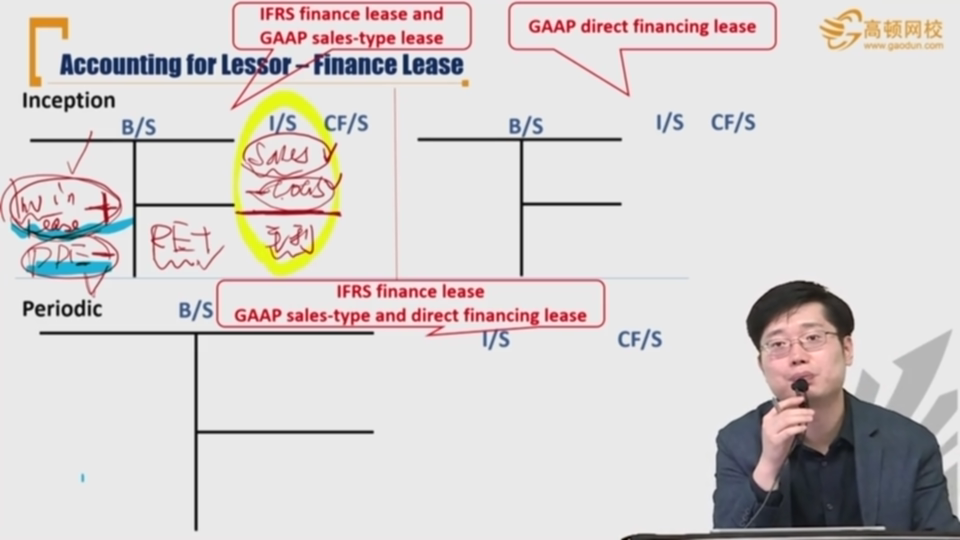 IFRS finance lease and
GAAP sales-type lease
GAAP direct financing lease
高顿网校
www.gaodun.com
Accounting for Lessor – Finance Lease
Inception
B/S
I/S CF/S
B/S
I/S CF/S
Sales
- COGS
Inv in +
Lease
PPE -
RE+
毛利
IFRS finance lease
GAAP sales-type and direct financing lease
Periodic
B/S
I/S
CF/S